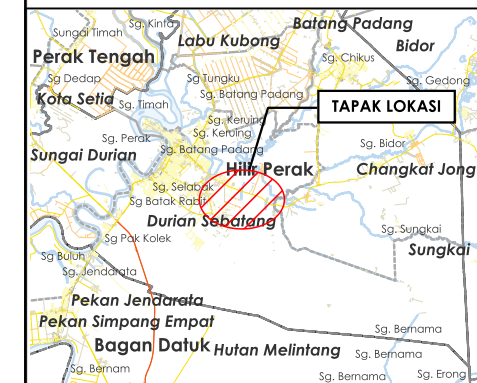 Batang Padang
Sg. Kinta
Sungai Timah
Labu Kubong
Bidor
Perak Tengah
Sg. Chikus
Sg Dedap
Sg Tungku
Sg. Gedong
Sg. Batang Padang
Kota Setia
Sg. Timah
TAPAK LOKASI
Sg. Keruing
Sg. Keruing
Sg. Perak
Sg. Bidor
Sg. Batang Padang
Sungai Durian
Hilir Perak
Changkat Jong
Sg. Selabak
Sg Batak Rabit
Durian Sebatang
Sg. Sungkai
Sg Pak Kolek
Sungkai
Sg Buluh
Sg. Jendarata
Pekan Jendarata
Pekan Simpang Empat
Sg. Bernama
Bagan Datuk
Hutan Melintang
Sg. Bernama
Sg. Bernam
Sg. Erong